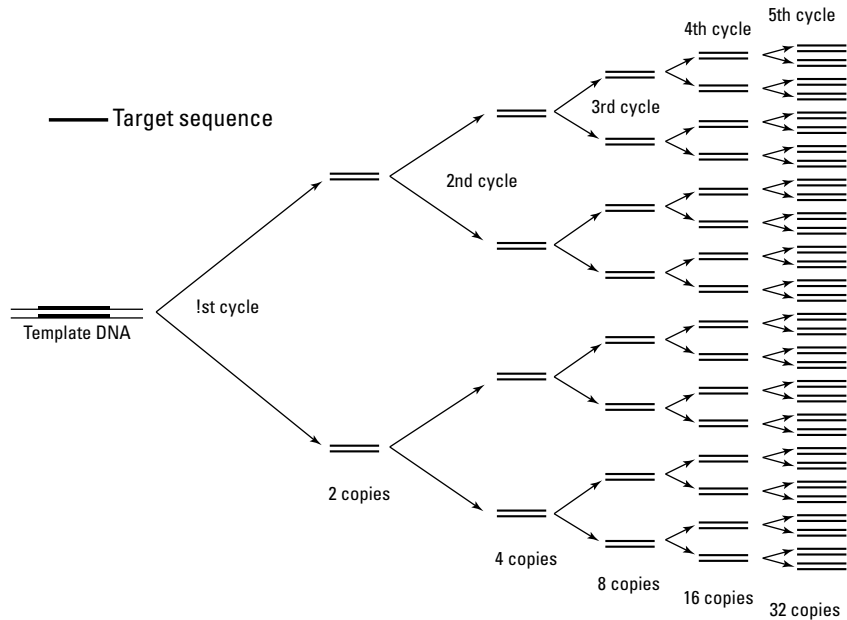 5th cycle
4th cycle
3rd cycle
Target sequence
2nd cycle
!st cycle
Template DNA
2 copies
4 copies
8 copies
16 copies
32 copies